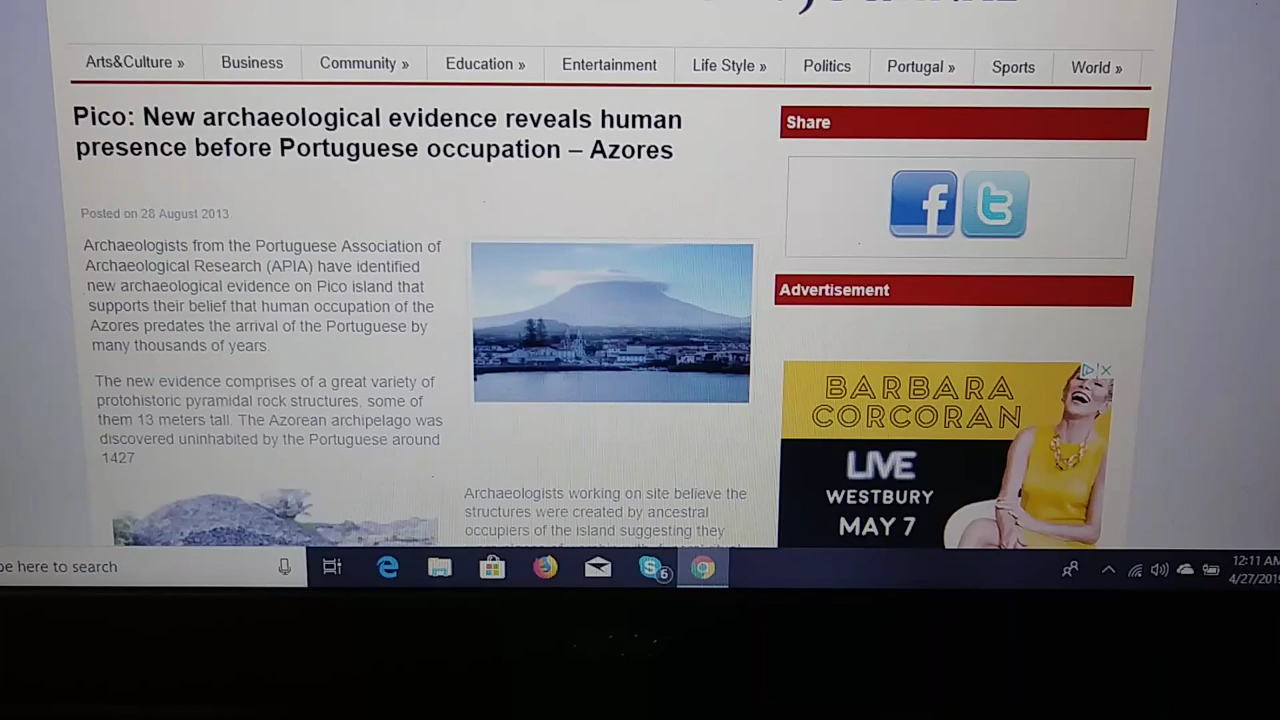 Arts&Culture » Business Community » Education » Entertainment Life Style » Politics Portugal » Sports World »
Pico: New archaeological evidence reveals human
presence before Portuguese occupation – Azores
Posted on 28 August 2013.
Archaeologists from the Portuguese Association of
Archaeological Research (APIA) have identified
new archaeological evidence on Pico island that
supports their belief that human occupation of the
Azores predates the arrival of the Portuguese by
many thousands of years.
The new evidence comprises of a great variety of
protohistoric pyramidal rock structures, some of
them 13 meters tall. The Azorean archipelago was
discovered uninhabited by the Portuguese around
1427
Archaeologists working on site believe the
structures were created by ancestral
occupiers of the island suggesting they
Share
f
t
Advertisement
BARBARA
CORCORAN
LIVE
WESTBURY
MAY 7
be here to search
6
12:11 AM
4/27/201